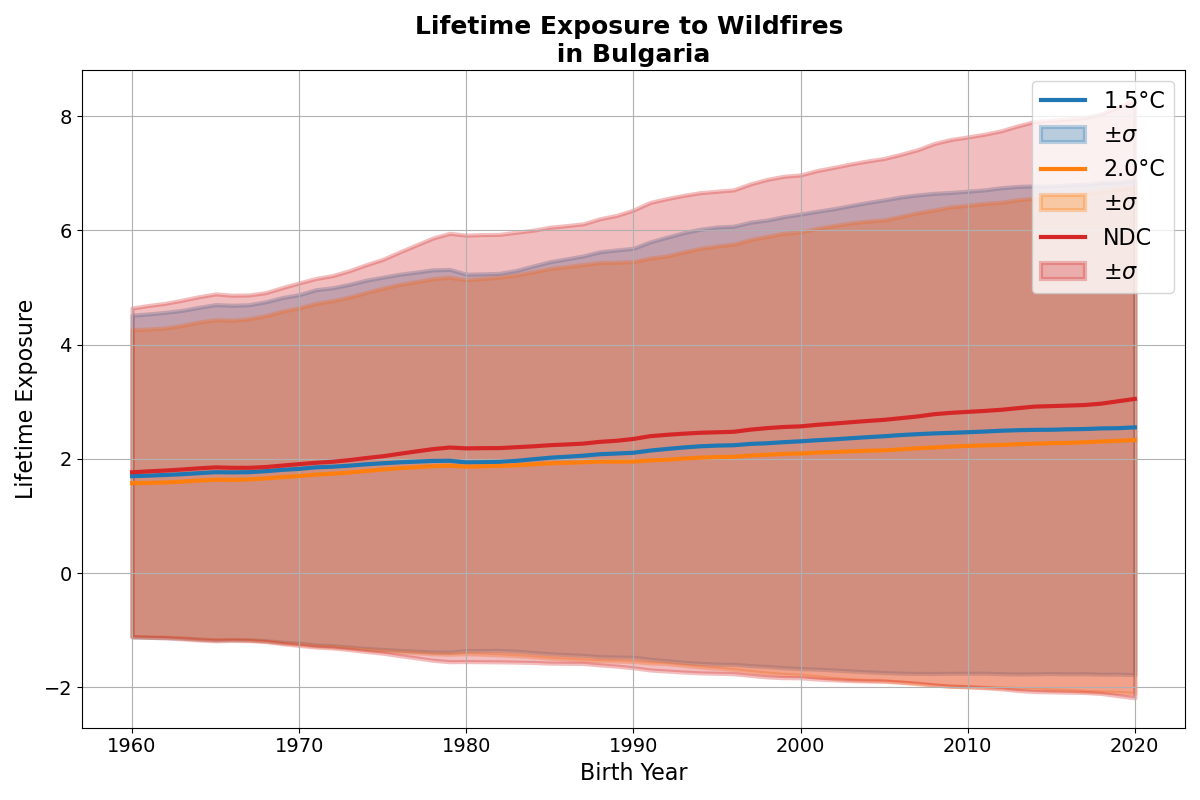 Lifetime Exposure to Wildfires
in Bulgaria
Lifetime Exposure
8
6
4
2
0
−2
1960
1970
1980
1990
2000
2010
2020
Birth Year
1.5°C
±σ
2.0°C
±σ
NDC
±σ